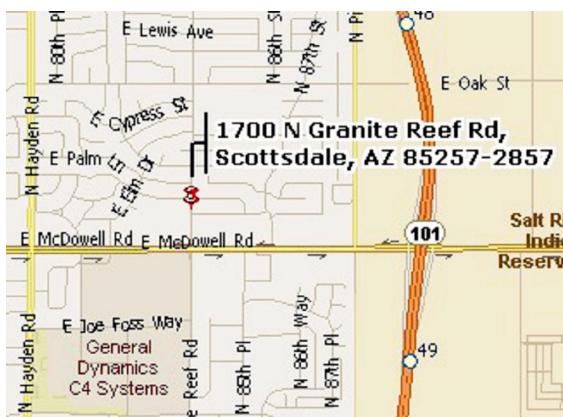 48
N 80th Pl
E Lewis Ave
N 86th St
N 87th St
N Pi
E Oak St
N Hayden Rd
E Cypress St
1700 N Granite Reef Rd,
Scottsdale, AZ 85257-2857
E Palm Ln
E Elm Dr
E McDowell Rd
E McDowell Rd
101
Salt R
Indi
Reserv
N Hayden Rd
E Joe Foss Way
General
Dynamics
C4 Systems
e Reef Rd
N 85th Pl
N 86th Way
N 87th Pl
49